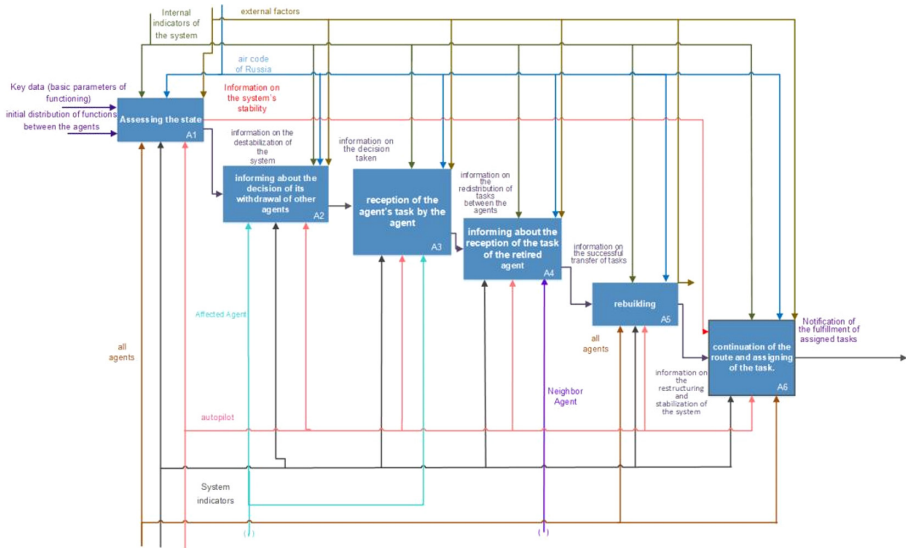 Internal
indicators of
the system
external factors
air code
of Russia
Key data (basic parameters of
functioning)
initial distribution of functions
between the agents
Information on
the system's
stability
Assessing the state
A1
information on the
destabilization of
the
system
informing about the
decision of its
withdrawal of other
agents
A2
information on
the decision
taken
reception of the
agent's task by the
agent
A3
information on
the
redistribution of
tasks
between the
agents
informing about the
reception of the task
of the retired
agent
A4
information on
the successful
transfer of tasks
rebuilding
A5
Affected Agent
all
agents
all
agents
Notification of
the fulfillment of
assigned tasks
continuation of the
route and assigning
of the task.
A6
information on
the
restructuring
and
stabilization of
the system
Neighbor
Agent
autopilot
System
indicators
( )
( )